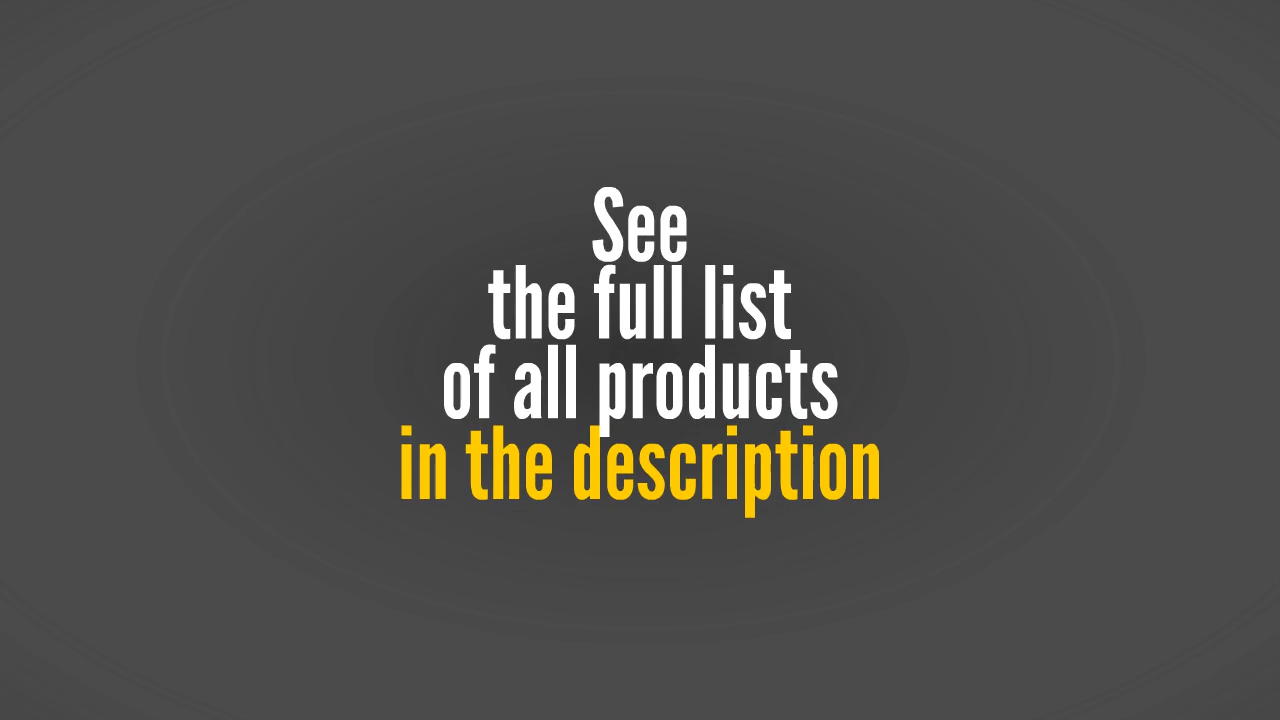 See
the full list
of all products
in the description